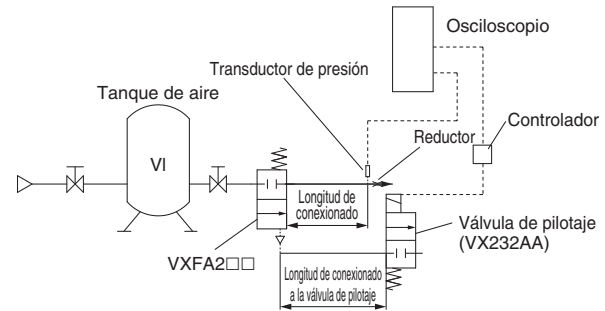 Osciloscopio
Transductor de presión
Tanque de aire
Reductor
Controlador
VI
Longitud de
conexionado
Válvula de pilotaje
(VX232AA)
VXFA2□□
Longitud de conexionado
a la válvula de pilotaje